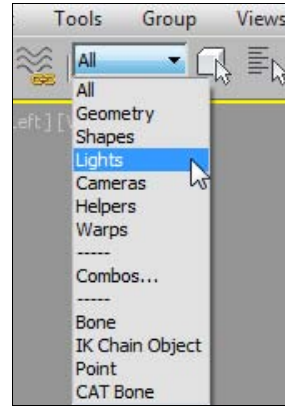 Tools Group Views
All
Left ] [
All
Geometry
Shapes
Lights
Cameras
Helpers
Warps
-----
Combos...
-----
Bone
IK Chain Object
Point
CAT Bone